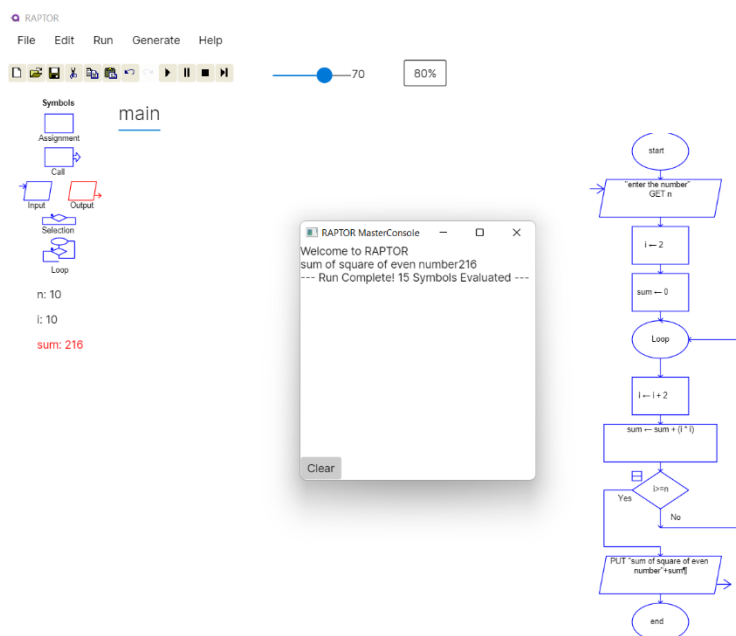 RAPTOR
File Edit Run Generate Help
70
80%
Symbols
Assignment
Call
Input Output
Selection
Loop
n: 10
i: 10
sum: 216
main
RAPTOR MasterConsole
Welcome to RAPTOR
sum of square of even number216
--- Run Complete! 15 Symbols Evaluated ---
Clear
start
"enter the number"
GET n
i ← 2
sum ← 0
Loop
i ← i + 2
sum ← sum + (i * i)
i>=n
Yes
No
PUT "sum of square of even
number"+sum¶
end